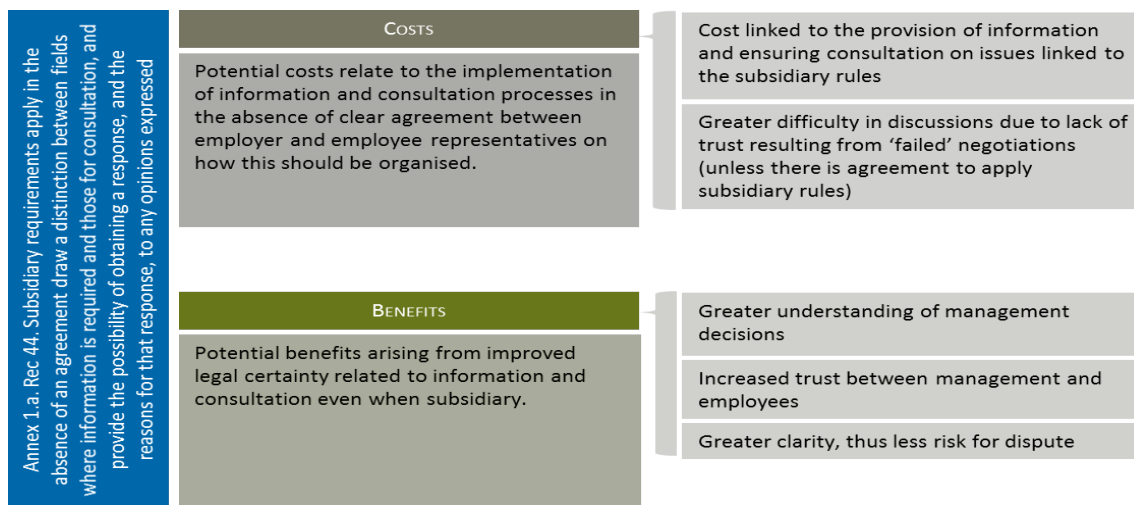 Annex 1.a. Rec 44. Subsidiary requirements apply in the
absence of an agreement draw a distinction between fields
where information is required and those for consultation, and
provide the possibility of obtaining a response, and the
reasons for that response, to any opinions expressed
COSTS
Potential costs relate to the implementation
of information and consultation processes in
the absence of clear agreement between
employer and employee representatives on
how this should be organised.
Cost linked to the provision of information
and ensuring consultation on issues linked to
the subsidiary rules
Greater difficulty in discussions due to lack of
trust resulting from ‘failed’ negotiations
(unless there is agreement to apply
subsidiary rules)
BENEFITS
Potential benefits arising from improved
legal certainty related to information and
consultation even when subsidiary.
Greater understanding of management
decisions
Increased trust between management and
employees
Greater clarity, thus less risk for dispute